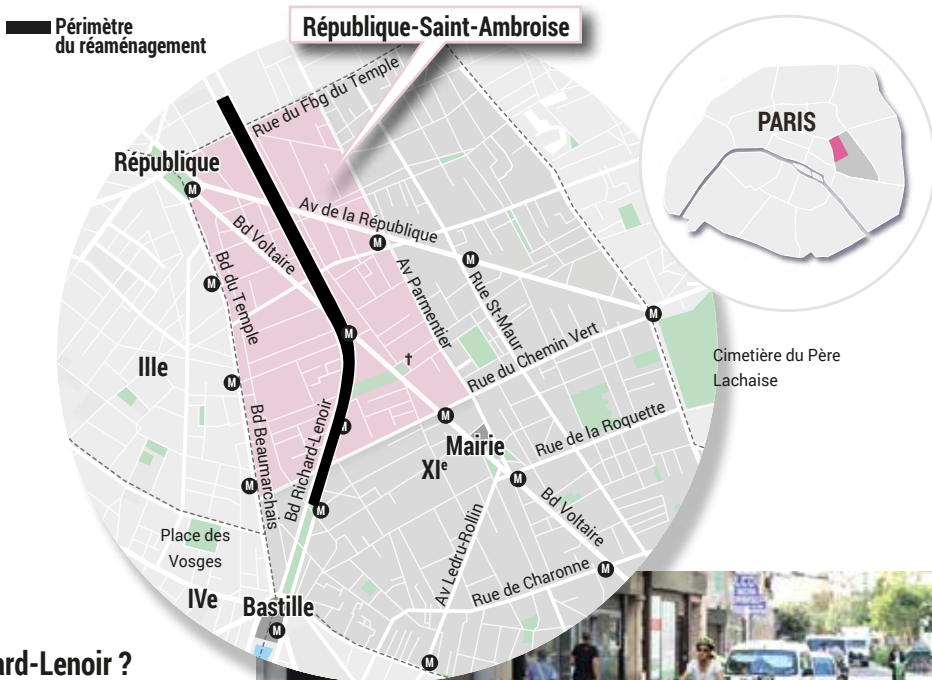 Périmètre
du réaménagement
République-Saint-Ambroise
PARIS
Rue du Fbg du Temple
République
M
Av de la République
Bd Voltaire
M
M
Bd du Temple
M
Av Parmentier
Rue St-Maur
M
M
Rue du Chemin Vert
Cimetière du Père
Lachaise
IIIe
M
†
Bd Beaumarchais
Bd Richard-Lenoir
M
M
Mairie
XIe
Rue de la Roquette
M
M
M
Bd Voltaire
Place des
Vosges
Av Ledru-Rollin
Rue de Charonne
M
IVe
Bastille
M
M
ard-Lenoir ?